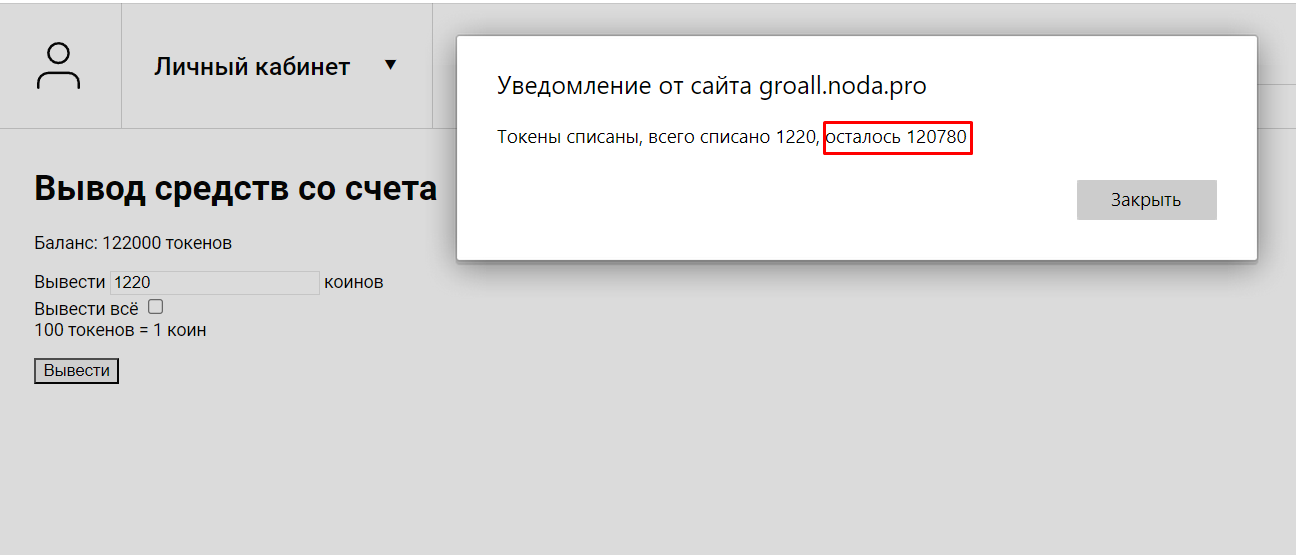 Личный кабинет ▼
Уведомление от сайта groall.noda.pro
Токены списаны, всего списано 1220, осталось 120780
Закрыть
Вывод средств со счета
Баланс: 122000 токенов
Вывести 1220 коинов
Вывести всё
100 токенов = 1 коин
Вывести